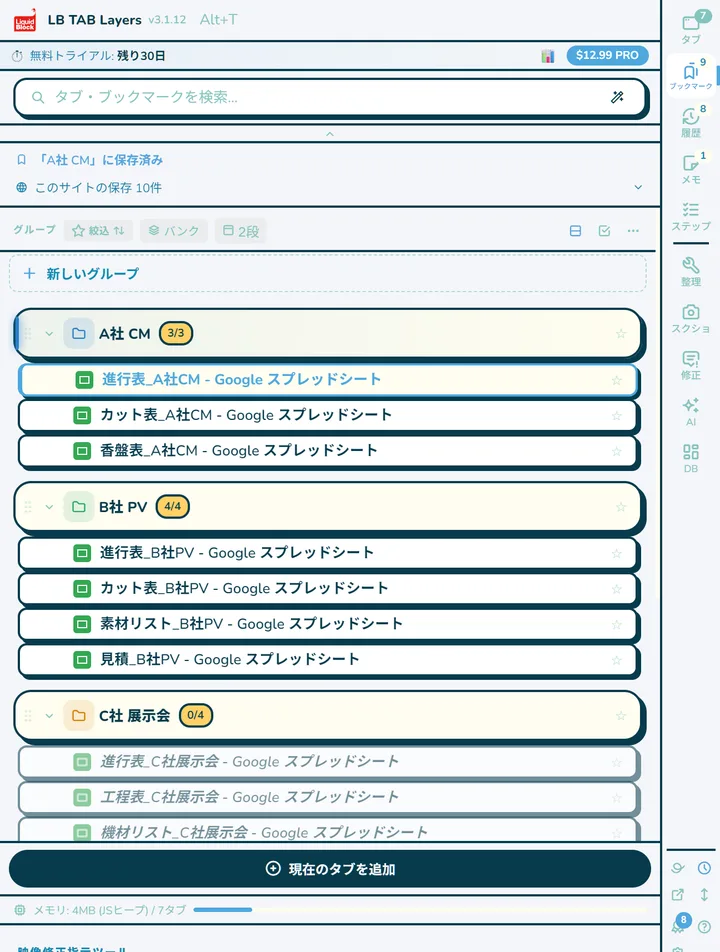 Liquid Block
LB TAB Layers v3.1.12 Alt+T
無料トライアル: 残り30日
$12.99 PRO
タブ・ブックマークを検索...
「A社 CM」に保存済み
このサイトの保存 10件
グループ 絞込 バンク 2段
新しいグループ
A社 CM 3/3
進行表_A社CM - Google スプレッドシート
カット表_A社CM - Google スプレッドシート
香盤表_A社CM - Google スプレッドシート
B社 PV 4/4
進行表_B社PV - Google スプレッドシート
カット表_B社PV - Google スプレッドシート
素材リスト_B社PV - Google スプレッドシート
見積_B社PV - Google スプレッドシート
C社 展示会 0/4
進行表_C社展示会 - Google スプレッドシート
工程表_C社展示会 - Google スプレッドシート
機材リスト_C社展示会 - Google スプレッドシート
現在のタブを追加
メモリ: 4MB (JSヒープ) / 7タブ
7
タブ
9
ブックマーク
8
履歴
1
メモ
ステップ
整理
スクショ
修正
AI
DB
8